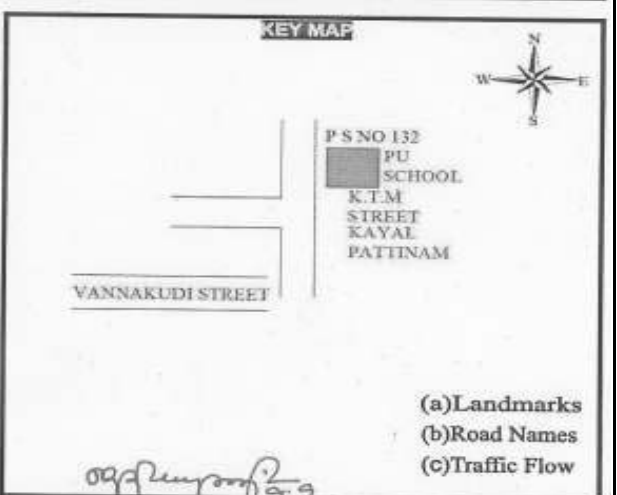 KEY MAP
N
W E
S
P S NO 132
PU
SCHOOL
K.T.M
STREET
KAYAL
PATTINAM
VANNAKUDI STREET
(a)Landmarks
(b)Road Names
(c)Traffic Flow